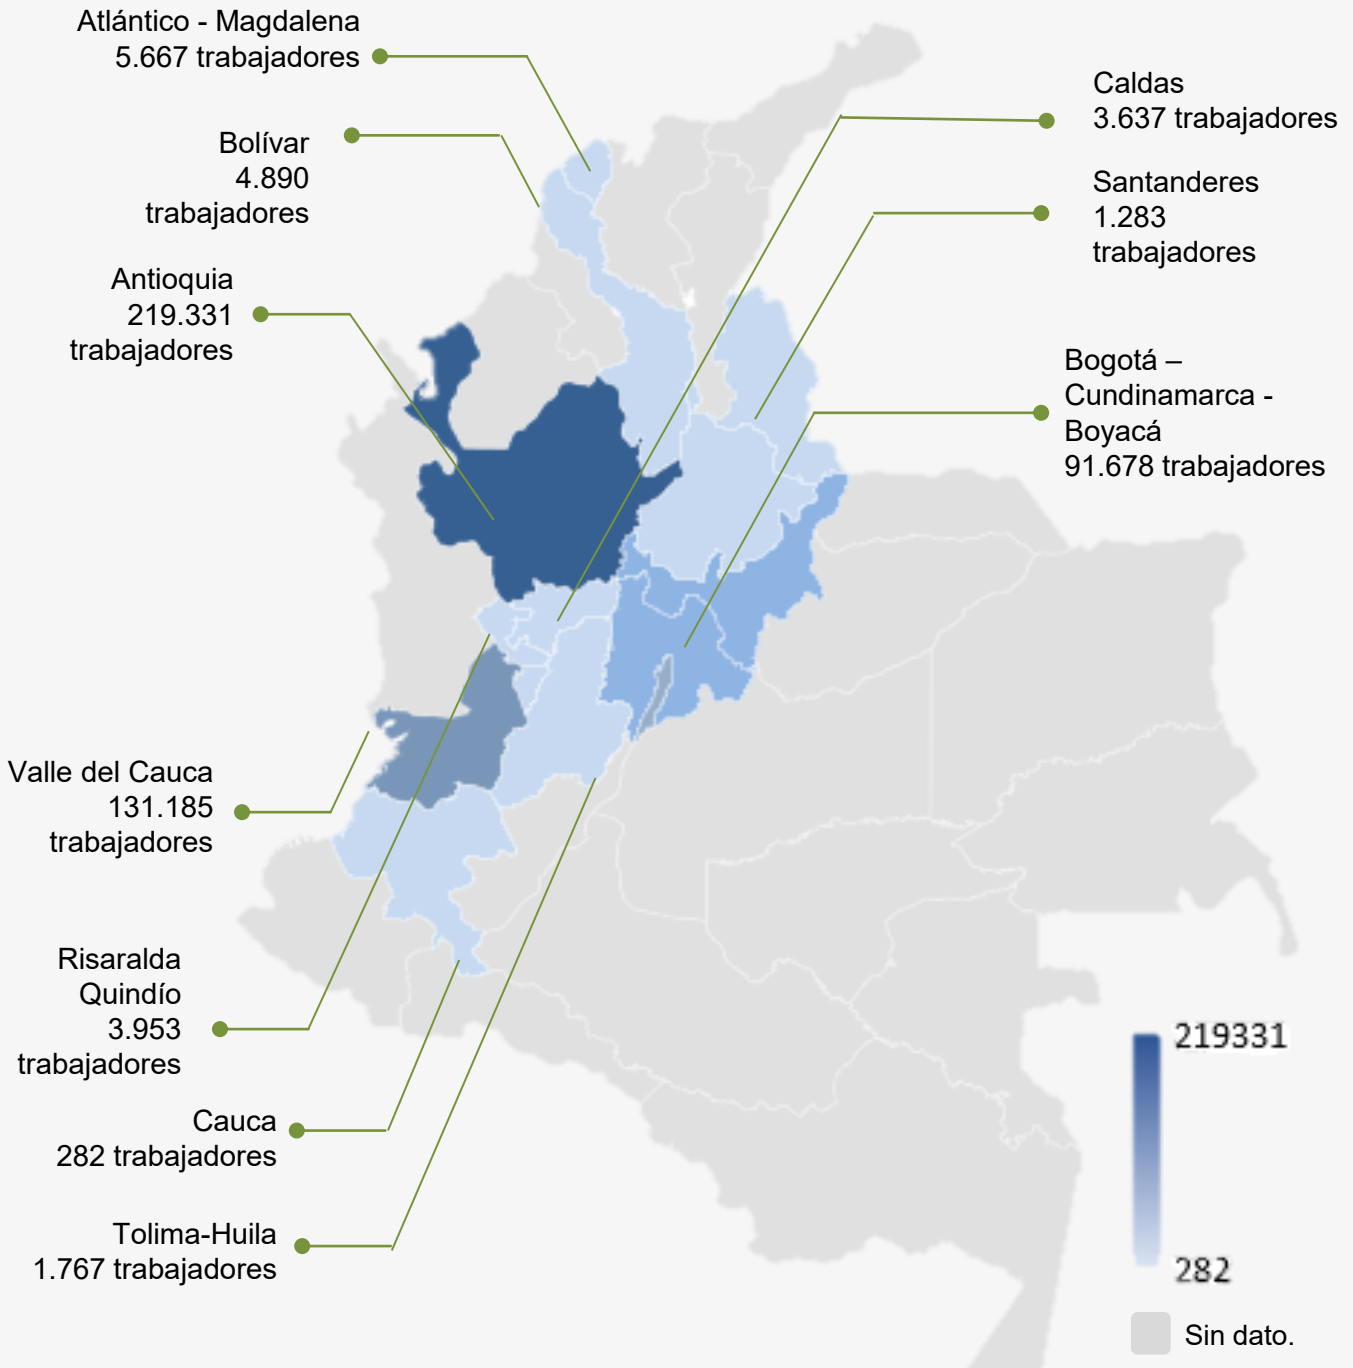 Atlántico - Magdalena
5.667 trabajadores
Bolívar
4.890
trabajadores
Antioquia
219.331
trabajadores
Caldas
3.637 trabajadores
Santanderes
1.283
trabajadores
Bogotá –
Cundinamarca -
Boyacá
91.678 trabajadores
Valle del Cauca
131.185
trabajadores
Risaralda
Quindío
3.953
trabajadores
Cauca
282 trabajadores
Tolima-Huila
1.767 trabajadores
219331
282
Sin dato.